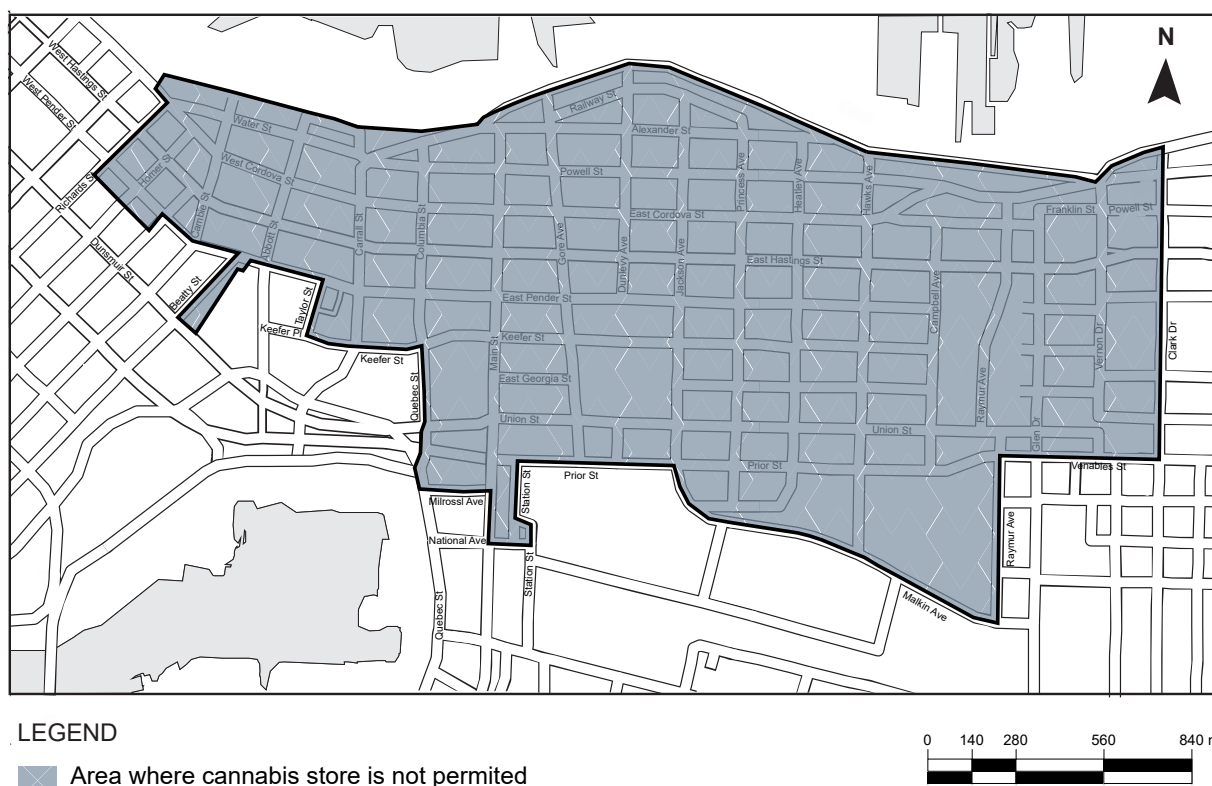 N
West Hastings St
West Pender St
Water St
Railway St
Alexander St
Homer St
West Cordova St
Powell St
Princess Ave
Heatley Ave
Hawks Ave
Richards St
Cambie St
Abbott St
Carrall St
Columbia St
East Cordova St
Franklin St
Powell St
Dunsmuir St
Gore Ave
Dunlevy Ave
Jackson Ave
East Hastings St
Beatty St
Taylor St
East Pender St
Campbel Ave
Keefer Pl
Keefer St
Main St
Keefer St
Vernon Dr
Clark Dr
Quebec St
East Georgia St
Raymur Ave
Union St
Union St
Glen Dr
Prior St
Prior St
Venables St
Station St
Milrossl Ave
National Ave
Raymur Ave
Station St
Quebec St
Malkin Ave
LEGEND
Area where cannabis store is not permited
0 140 280 560 840 m